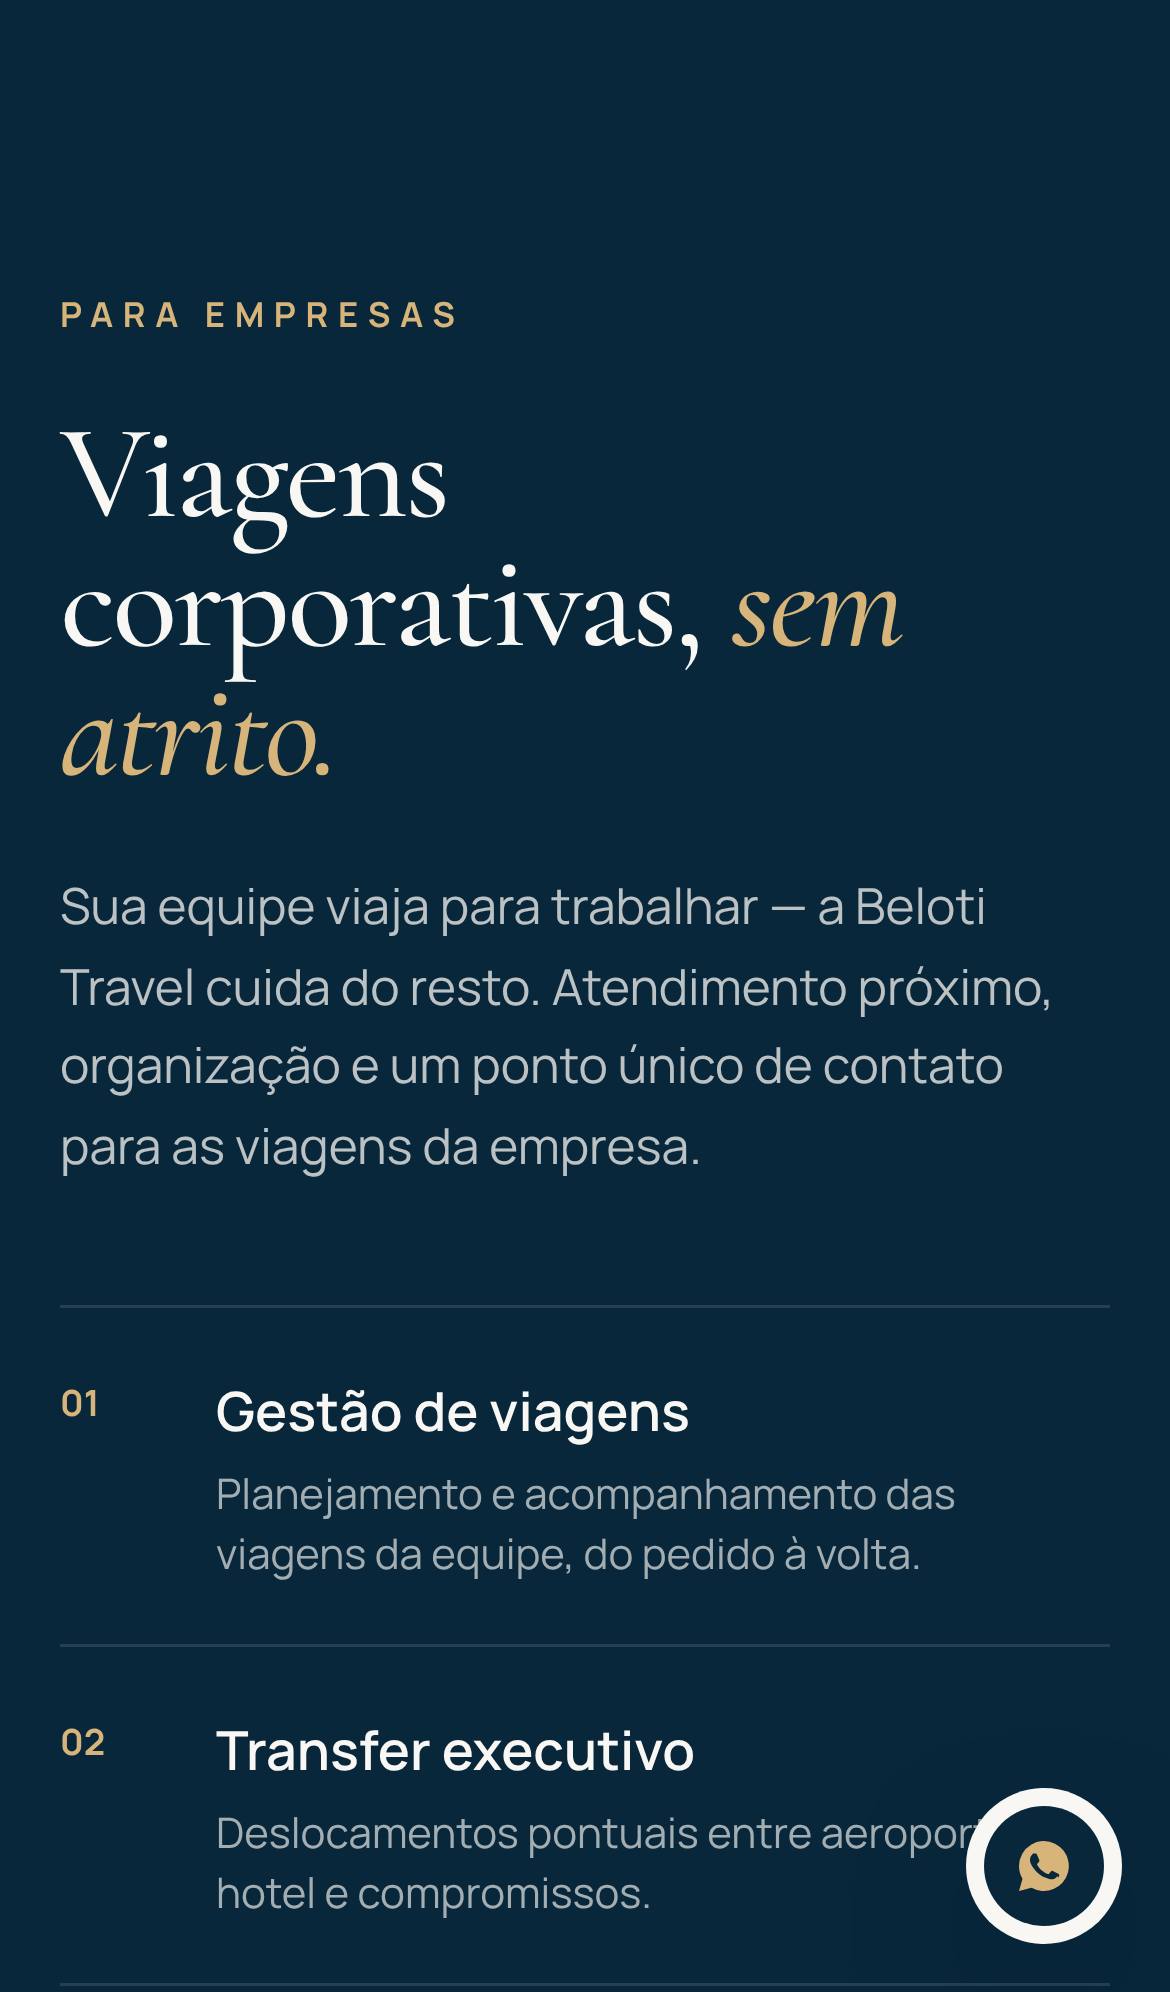 PARA EMPRESAS
Viagens
corporativas, sem
atrito.
Sua equipe viaja para trabalhar — a Beloti
Travel cuida do resto. Atendimento próximo,
organização e um ponto único de contato
para as viagens da empresa.
01
Gestão de viagens
Planejamento e acompanhamento das
viagens da equipe, do pedido à volta.
02
Transfer executivo
Deslocamentos pontuais entre
hotel e compromissos.